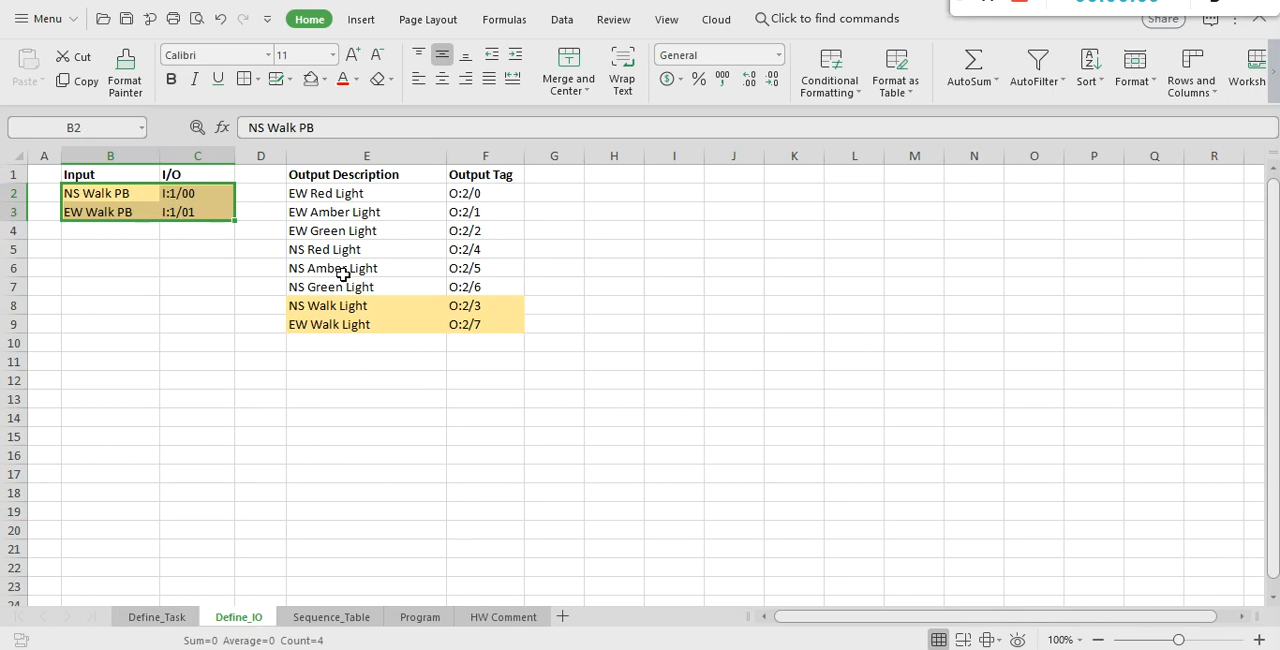 Menu Home Insert Page Layout Formulas Data Review View Cloud Click to find commands Share
Paste Cut Copy Format Painter Calibri 11 A+ A- B I U A Merge and Center Wrap Text General $ % 000 .00 .00 Conditional Formatting Format as Table AutoSum AutoFilter Sort Format Rows and Columns Worksh
B2 fx NS Walk PB
A B C D E F G H I J K L M N O P Q R
1 Input I/O Output Description Output Tag
2 NS Walk PB I:1/00 EW Red Light O:2/0
3 EW Walk PB I:1/01 EW Amber Light O:2/1
4 EW Green Light O:2/2
5 NS Red Light O:2/4
6 NS Amber Light O:2/5
7 NS Green Light O:2/6
8 NS Walk Light O:2/3
9 EW Walk Light O:2/7
10
11
12
13
14
15
16
17
18
19
20
21
22
23
24
Define_Task Define_IO Sequence_Table Program HW Comment
Sum=0 Average=0 Count=4 100%